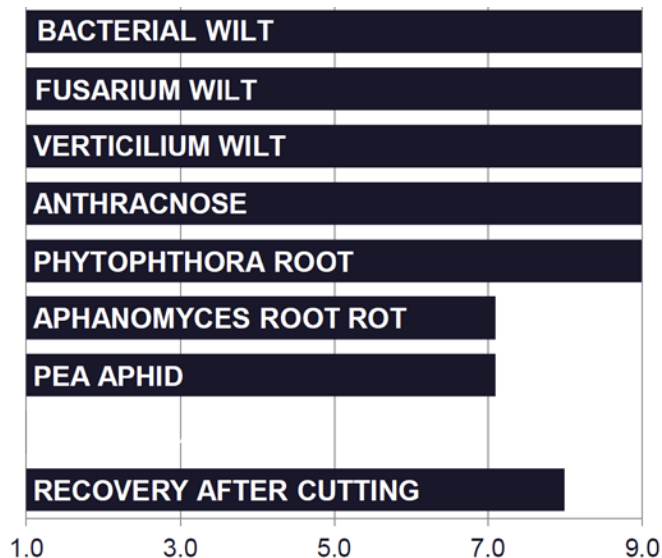 BACTERIAL WILT
FUSARIUM WILT
VERTICILIUM WILT
ANTHRACNOSE
PHYTOPHTHORA ROOT
APHANOMYCES ROOT ROT
PEA APHID
RECOVERY AFTER CUTTING
1.0 3.0 5.0 7.0 9.0